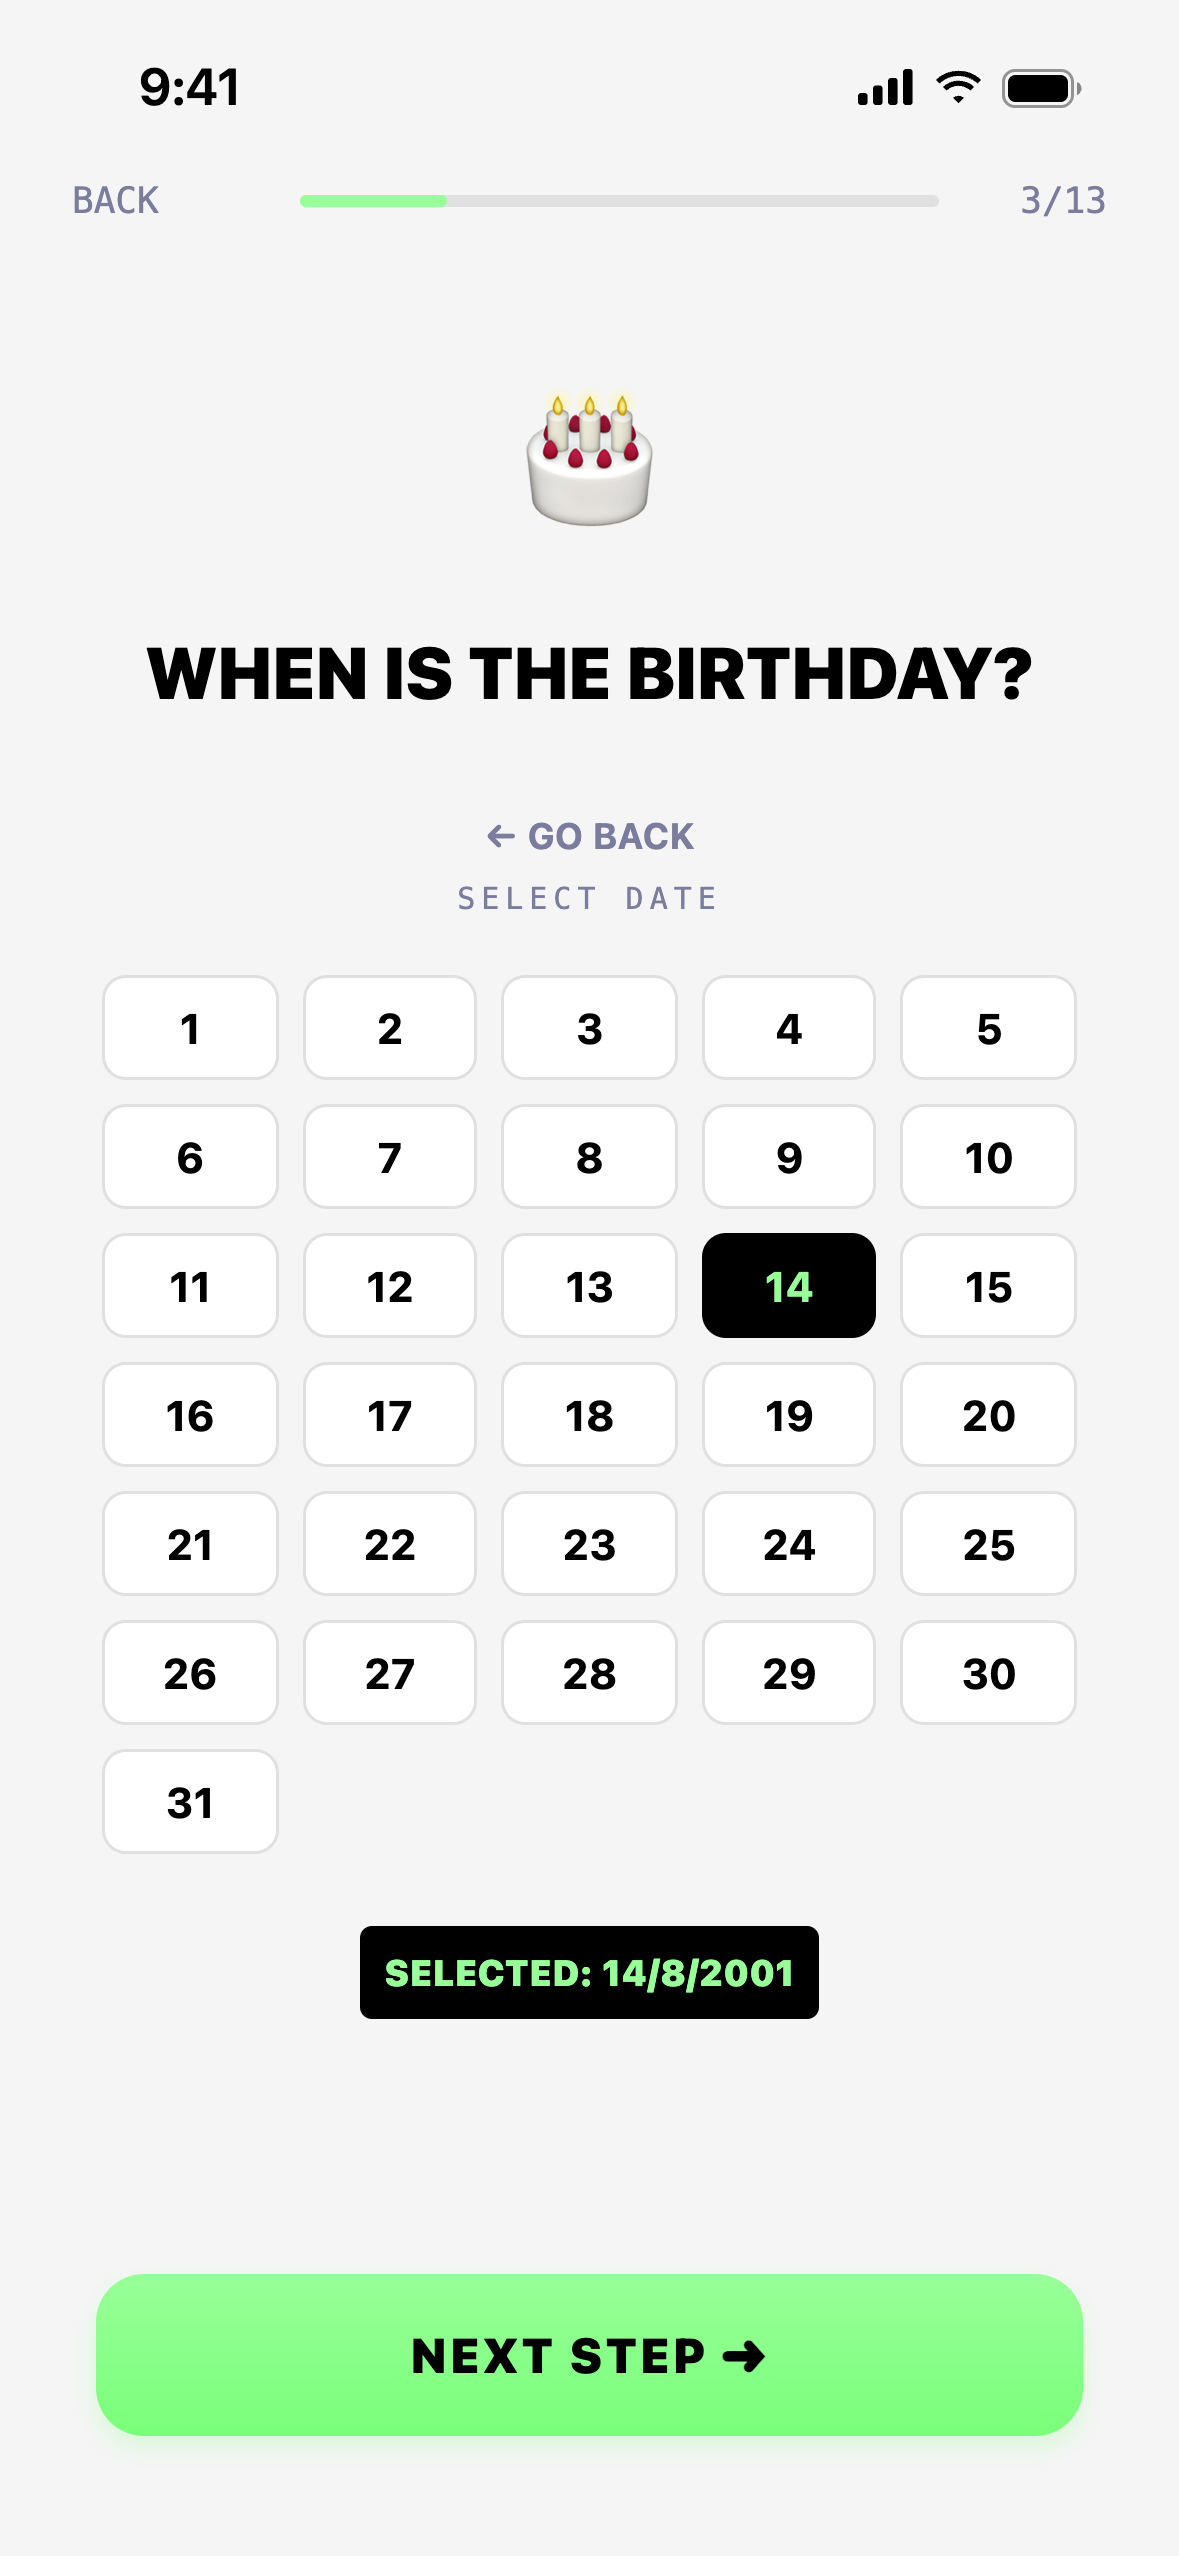 9:41
BACK 3/13
WHEN IS THE BIRTHDAY?
← GO BACK
SELECT DATE
1 2 3 4 5
6 7 8 9 10
11 12 13 14 15
16 17 18 19 20
21 22 23 24 25
26 27 28 29 30
31
SELECTED: 14/8/2001
NEXT STEP →